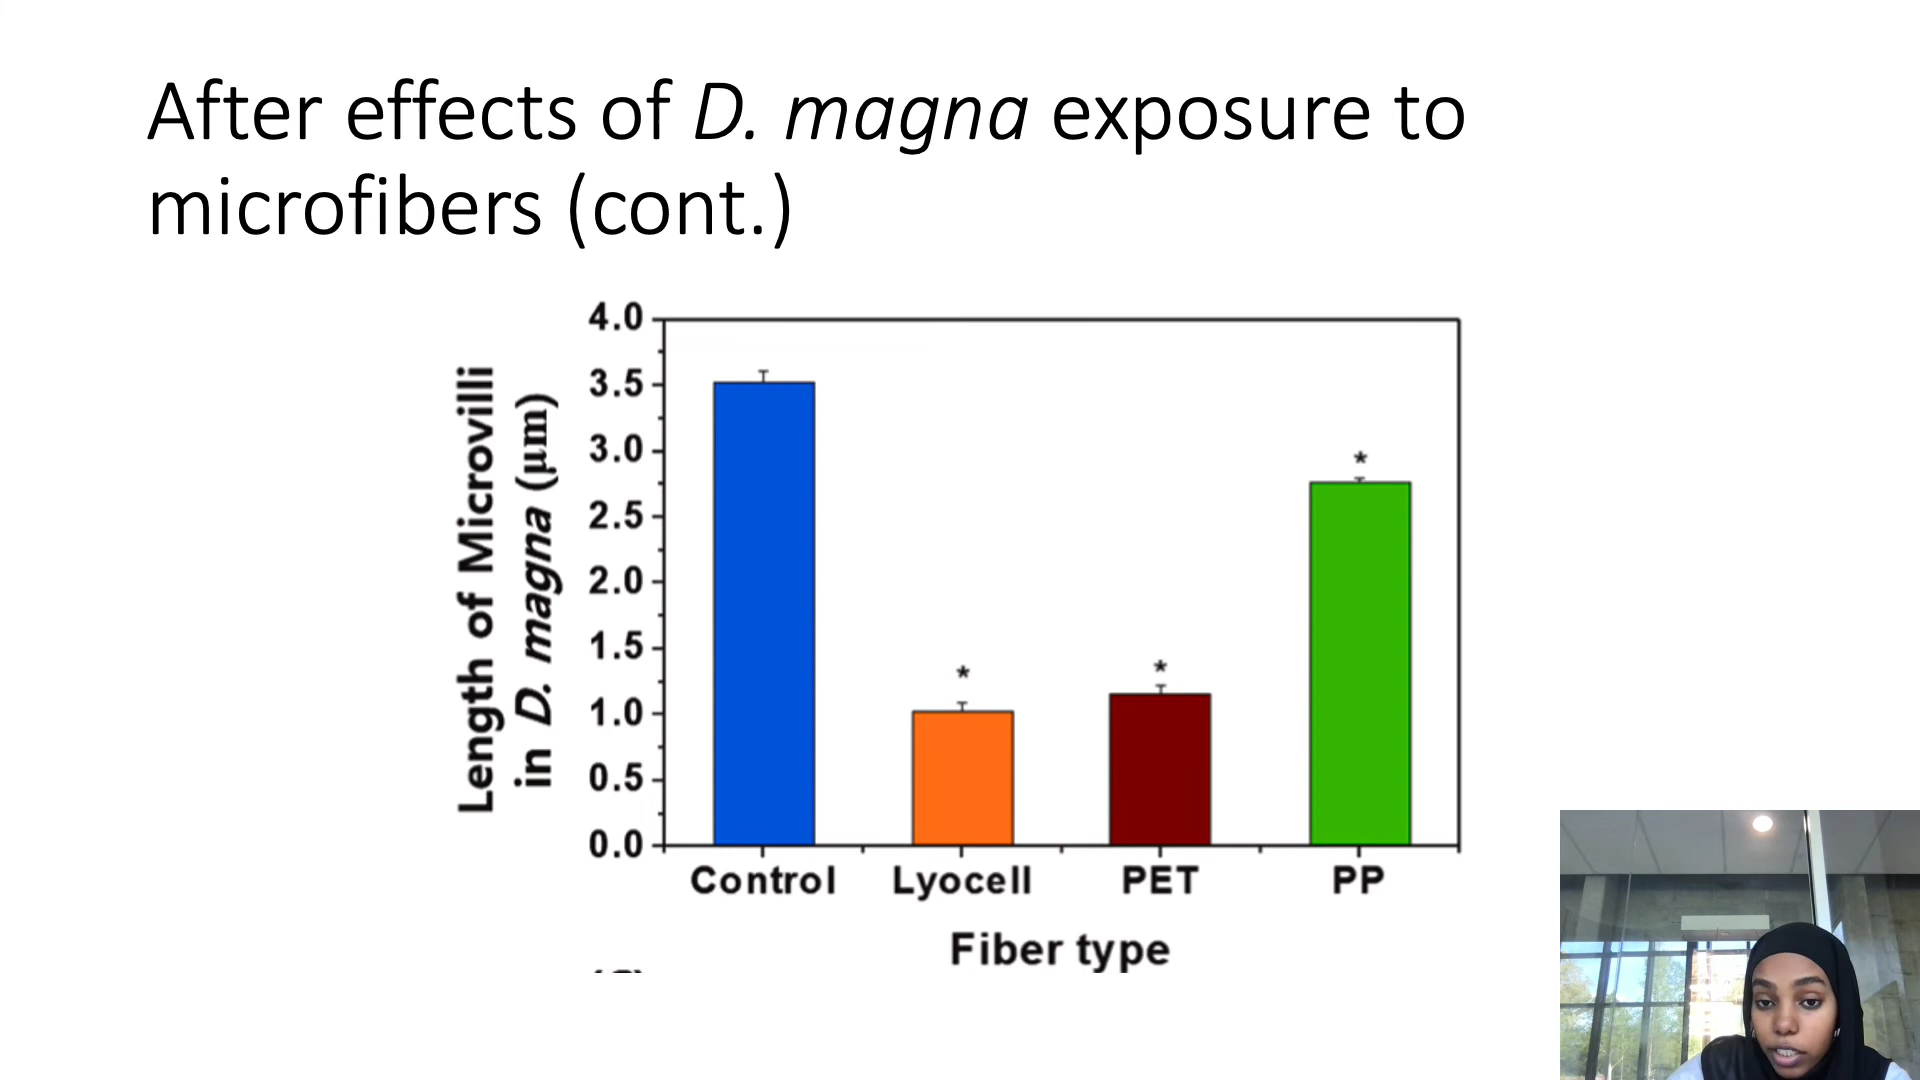 After effects of D. magna exposure to
microfibers (cont.)
Length of Microvilli
in D. magna (μm)
4.0
3.5
3.0
2.5
2.0
1.5
1.0
0.5
0.0
*
*
*
Control Lyocell PET PP
Fiber type